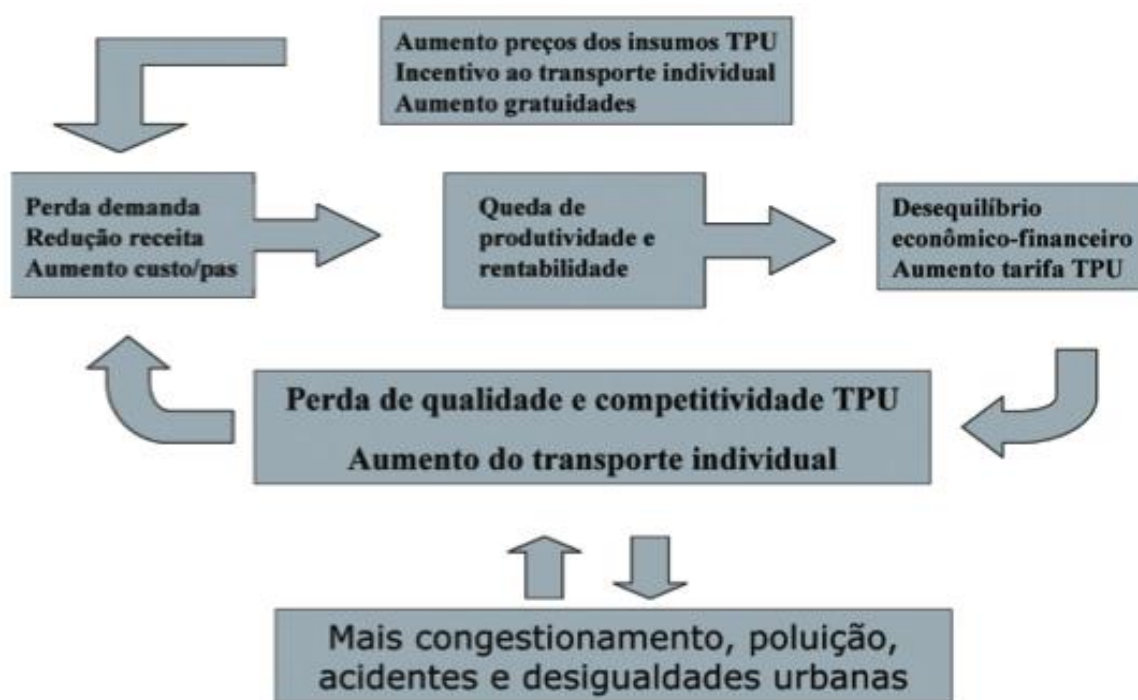 Aumento preços dos insumos TPU
Incentivo ao transporte individual
Aumento gratuidades
Perda demanda
Redução receita
Aumento custo/pas
Queda de
produtividade e
rentabilidade
Desequilíbrio
econômico-financeiro
Aumento tarifa TPU
Perda de qualidade e competitividade TPU
Aumento do transporte individual
Mais congestionamento, poluição,
acidentes e desigualdades urbanas